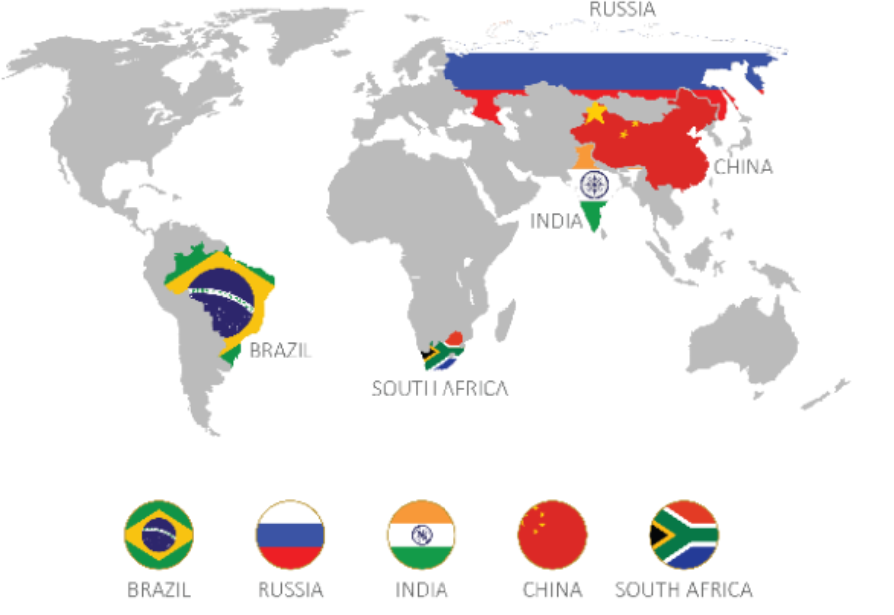 RUSSIA
CHINA
INDIA
BRAZIL
SOUTH AFRICA
BRAZIL
RUSSIA
INDIA
CHINA
SOUTH AFRICA